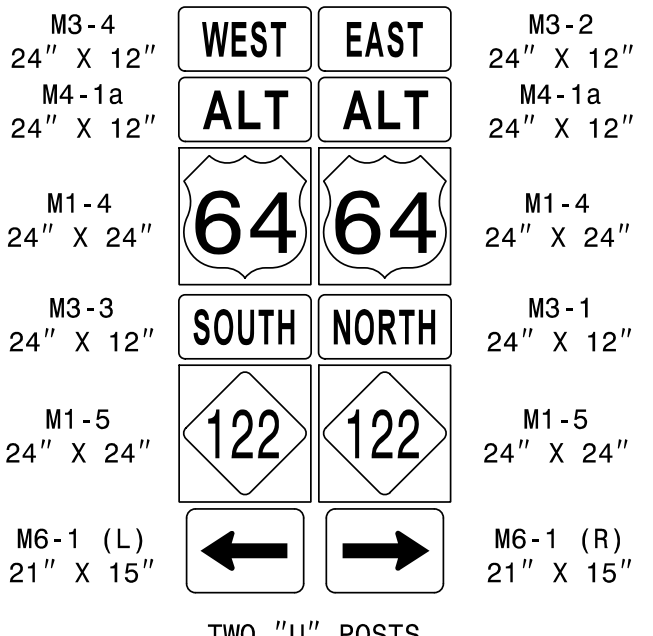 M3-4
24" X 12"
WEST
EAST
M3-2
24" X 12"
M4-1a
24" X 12"
ALT
ALT
M4-1a
24" X 12"
M1-4
24" X 24"
64
64
M1-4
24" X 24"
M3-3
24" X 12"
SOUTH
NORTH
M3-1
24" X 12"
M1-5
24" X 24"
122
122
M1-5
24" X 24"
M6-1 (L)
21" X 15"
M6-1 (R)
21" X 15"
TWO "U" POSTS